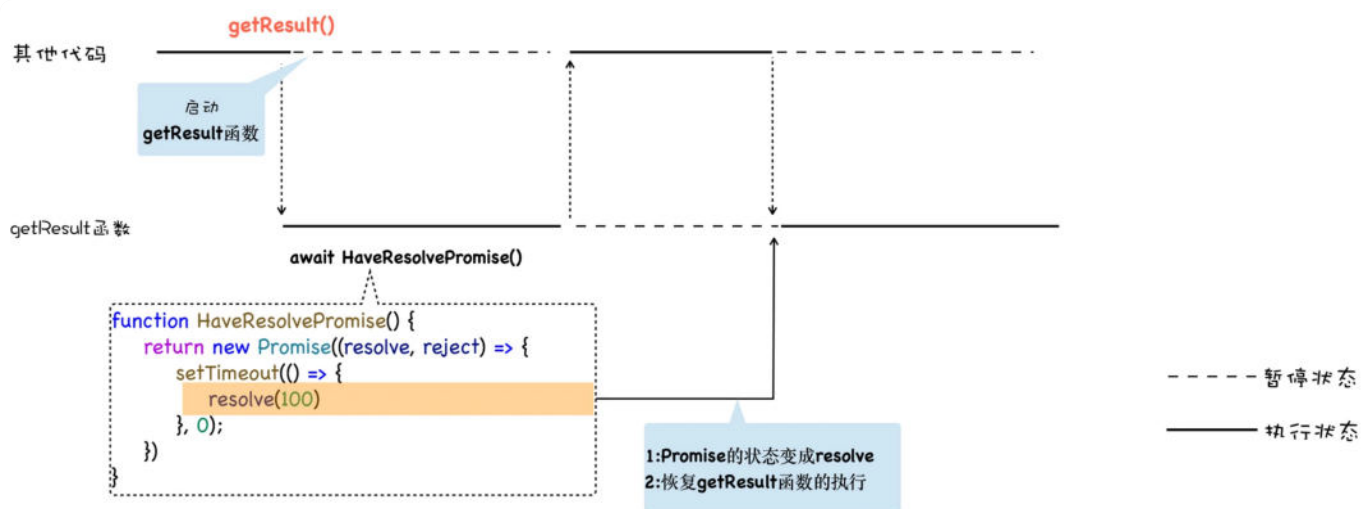 getResult()
其他代码
启动
getResult函数
getResult函数
await HaveResolvePromise()
function HaveResolvePromise() {
return new Promise((resolve, reject) => {
setTimeout(() => {
resolve(100)
}, 0);
})
}
1:Promise的状态变成resolve
2:恢复getResult函数的执行
暂停状态
执行状态